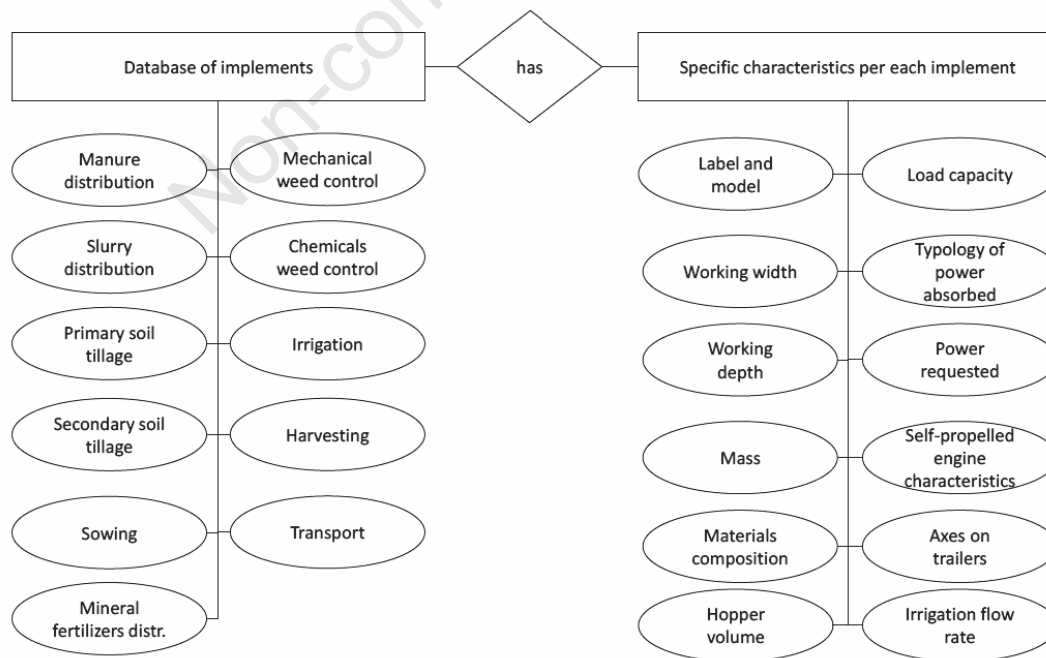 Non-com
Database of implements
has
Specific characteristics per each implement
Manure
distribution
Mechanical
weed control
Slurry
distribution
Chemicals
weed control
Primary soil
tillage
Irrigation
Secondary soil
tillage
Harvesting
Sowing
Transport
Mineral
fertilizers distr.
Label and
model
Load capacity
Working width
Typology of
power
absorbed
Working
depth
Power
requested
Mass
Self-propelled
engine
characteristics
Materials
composition
Axes on
trailers
Hopper
volume
Irrigation flow
rate